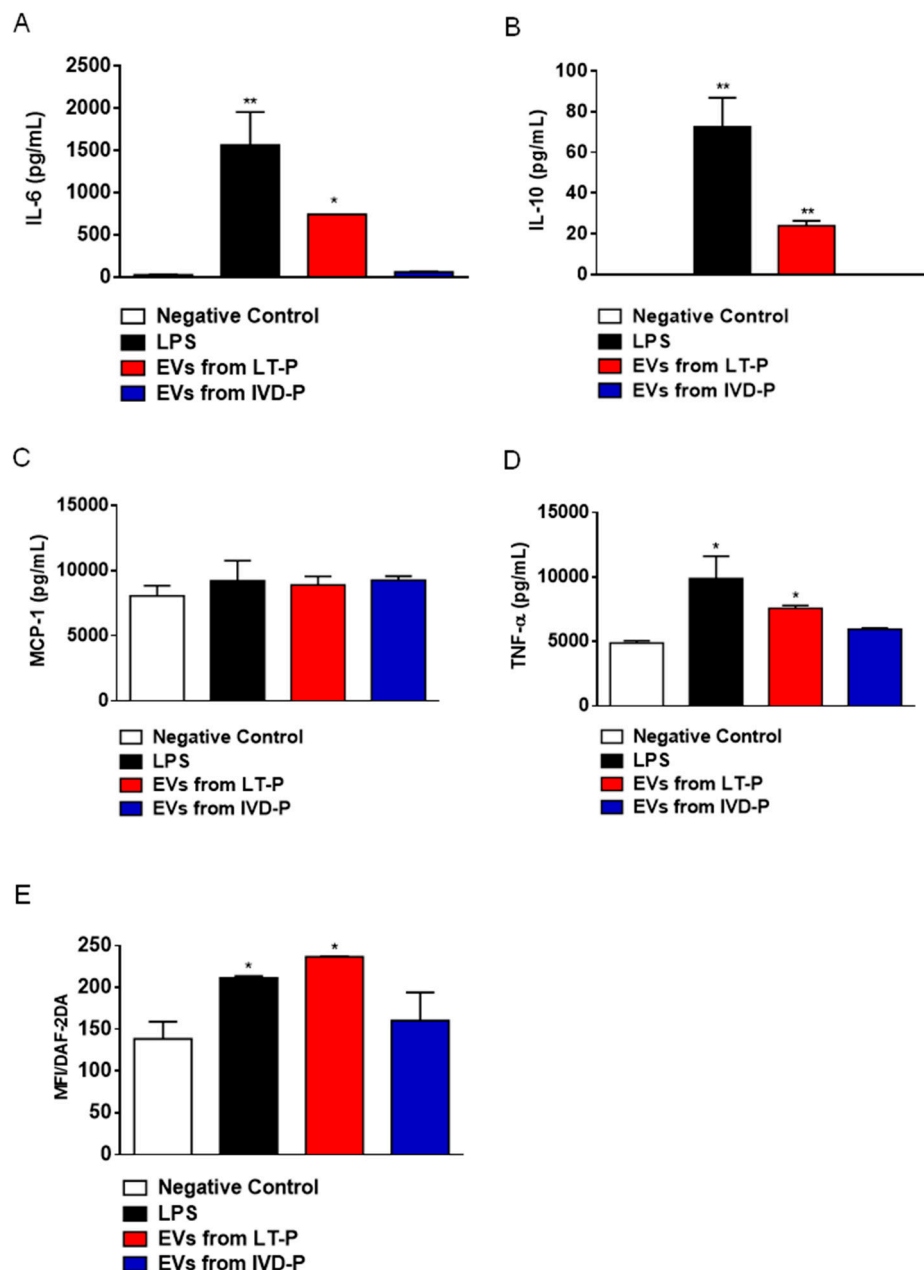 A
2500
2000
1500
1000
500
0
IL-6 (pg/mL)
**
*
Negative Control
LPS
EVs from LT-P
EVs from IVD-P
B
100
80
60
40
20
0
IL-10 (pg/mL)
**
**
Negative Control
LPS
EVs from LT-P
EVs from IVD-P
C
15000
10000
5000
0
MCP-1 (pg/mL)
Negative Control
LPS
EVs from LT-P
EVs from IVD-P
D
15000
10000
5000
0
TNF-α (pg/mL)
*
*
Negative Control
LPS
EVs from LT-P
EVs from IVD-P
E
250
200
150
100
50
0
MFI/DAF-2DA
*
*
Negative Control
LPS
EVs from LT-P
EVs from IVD-P